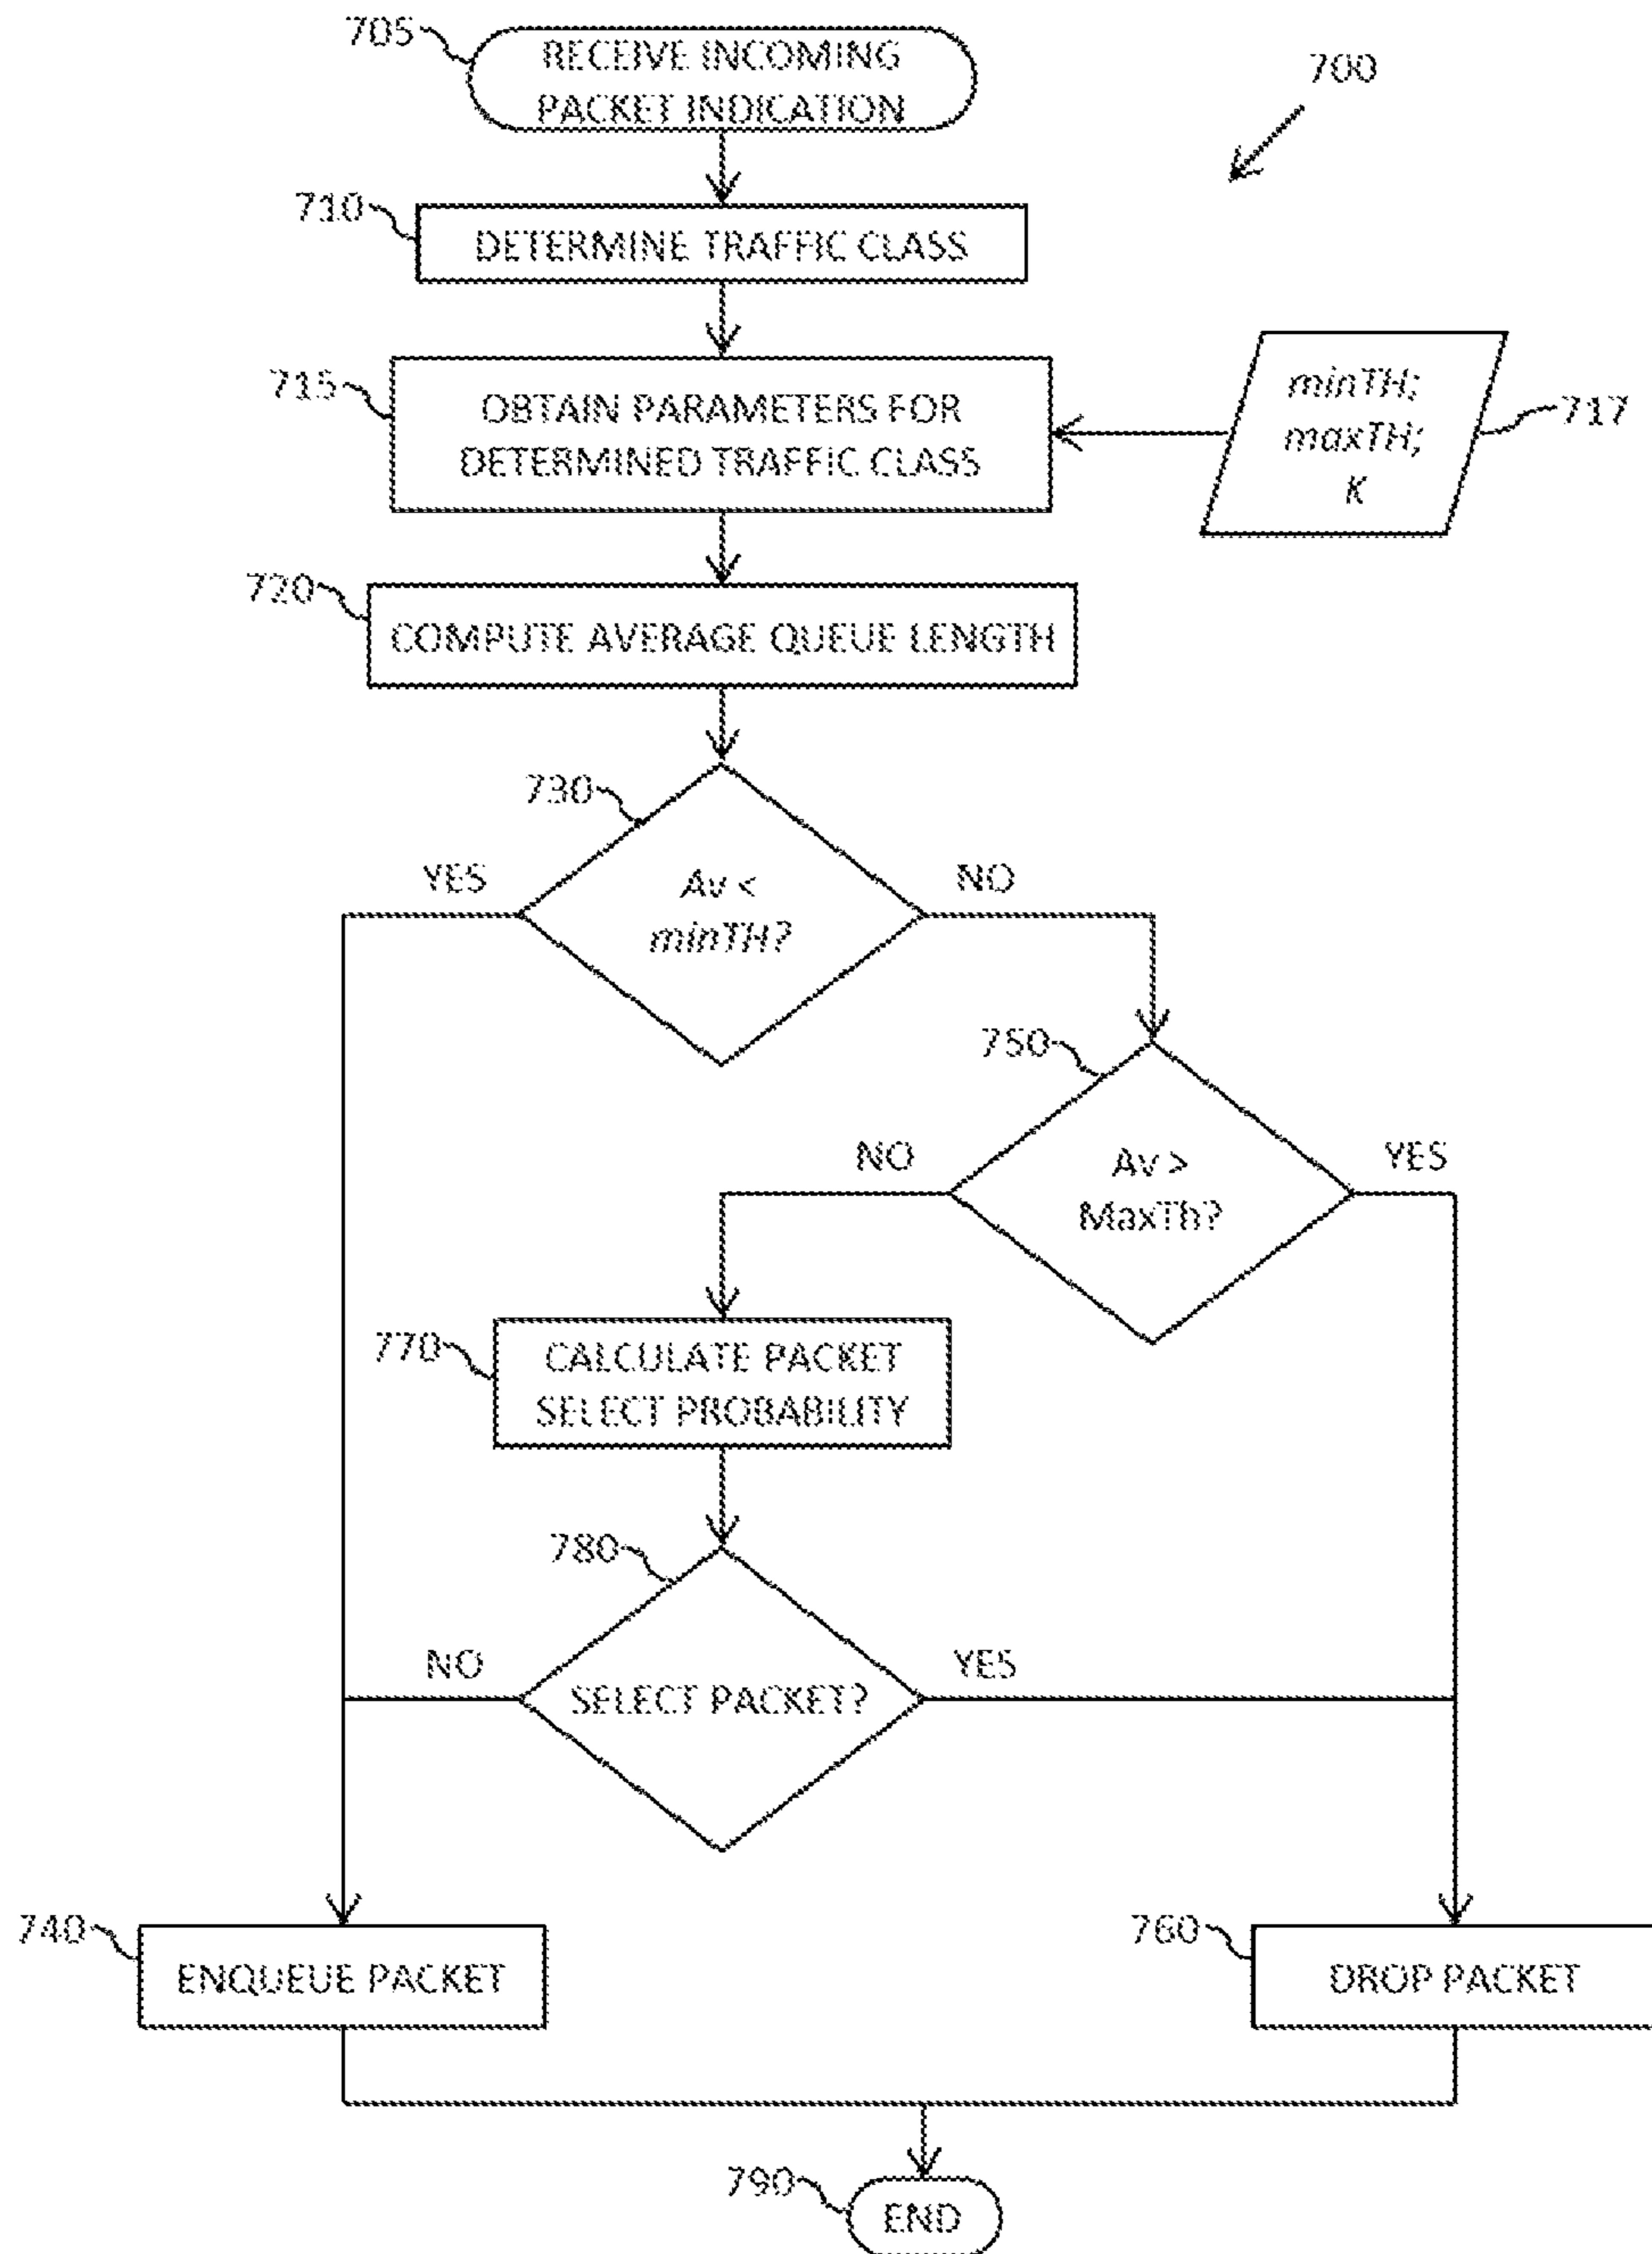 705
RECEIVE INCOMING
PACKET INDICATION
700
710
DETERMINE TRAFFIC CLASS
715
OBTAIN PARAMETERS FOR
DETERMINED TRAFFIC CLASS
minTH;
maxTH;
K
717
720
COMPUTE AVERAGE QUEUE LENGTH
730
YES
Av <
minTH?
NO
750
NO
Av >
MaxTh?
YES
770
CALCULATE PACKET
SELECT PROBABILITY
780
NO
SELECT PACKET?
YES
740
ENQUEUE PACKET
760
DROP PACKET
790
END